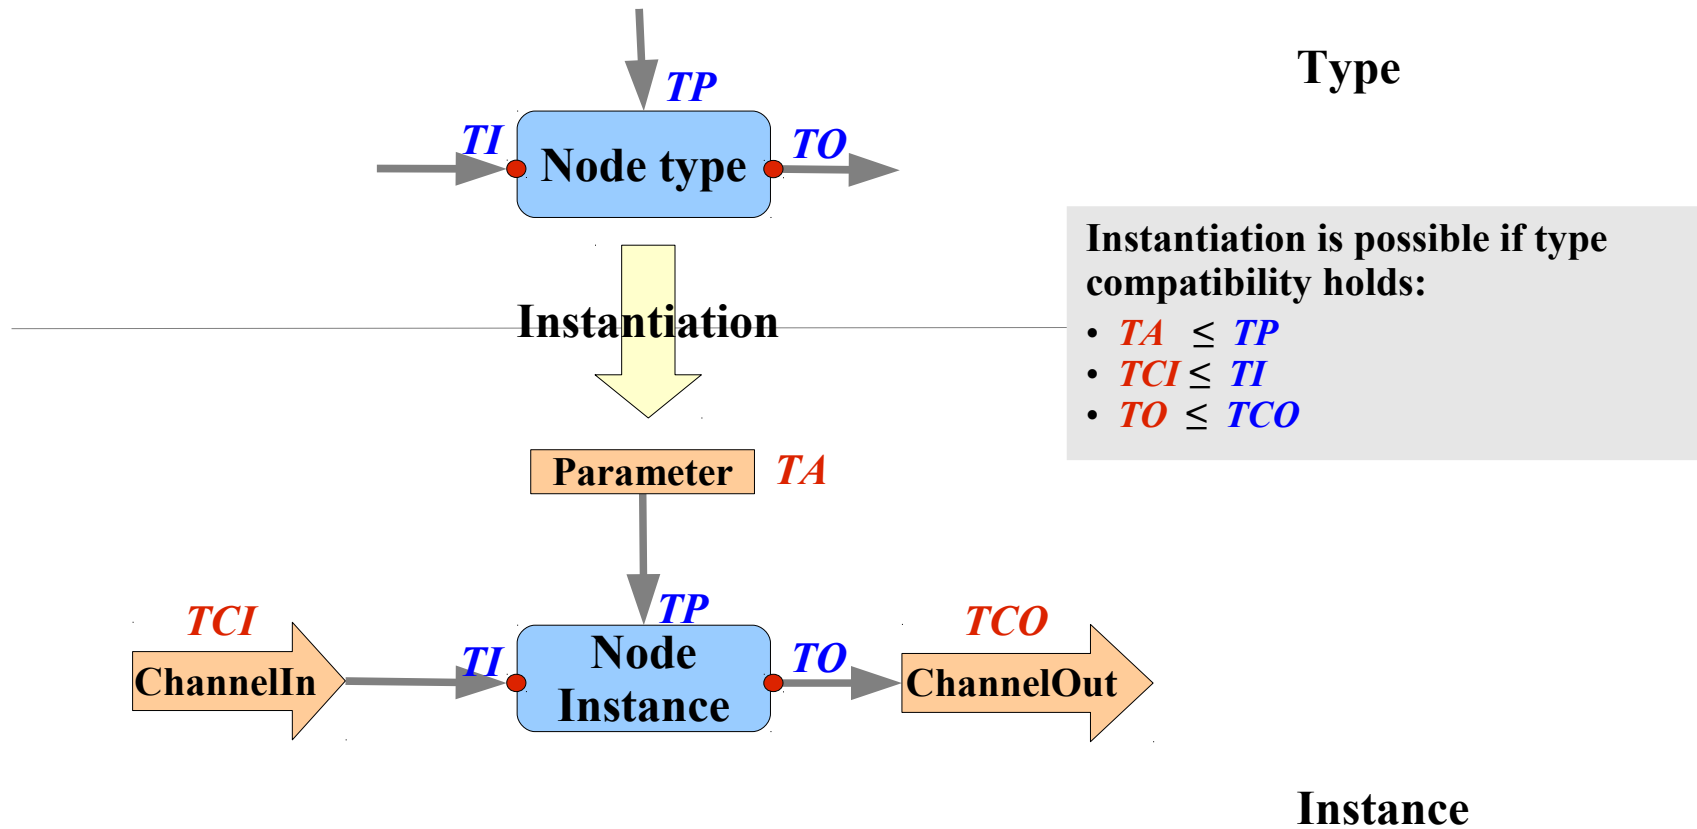 Type
TP
TI
Node type
TO
Instantiation is possible if type
compatibility holds:
• TA ≤ TP
• TCI ≤ TI
• TO ≤ TCO
Instantiation
Parameter
TA
TCI
TP
TCO
ChannelIn
TI
Node
Instance
TO
ChannelOut
Instance